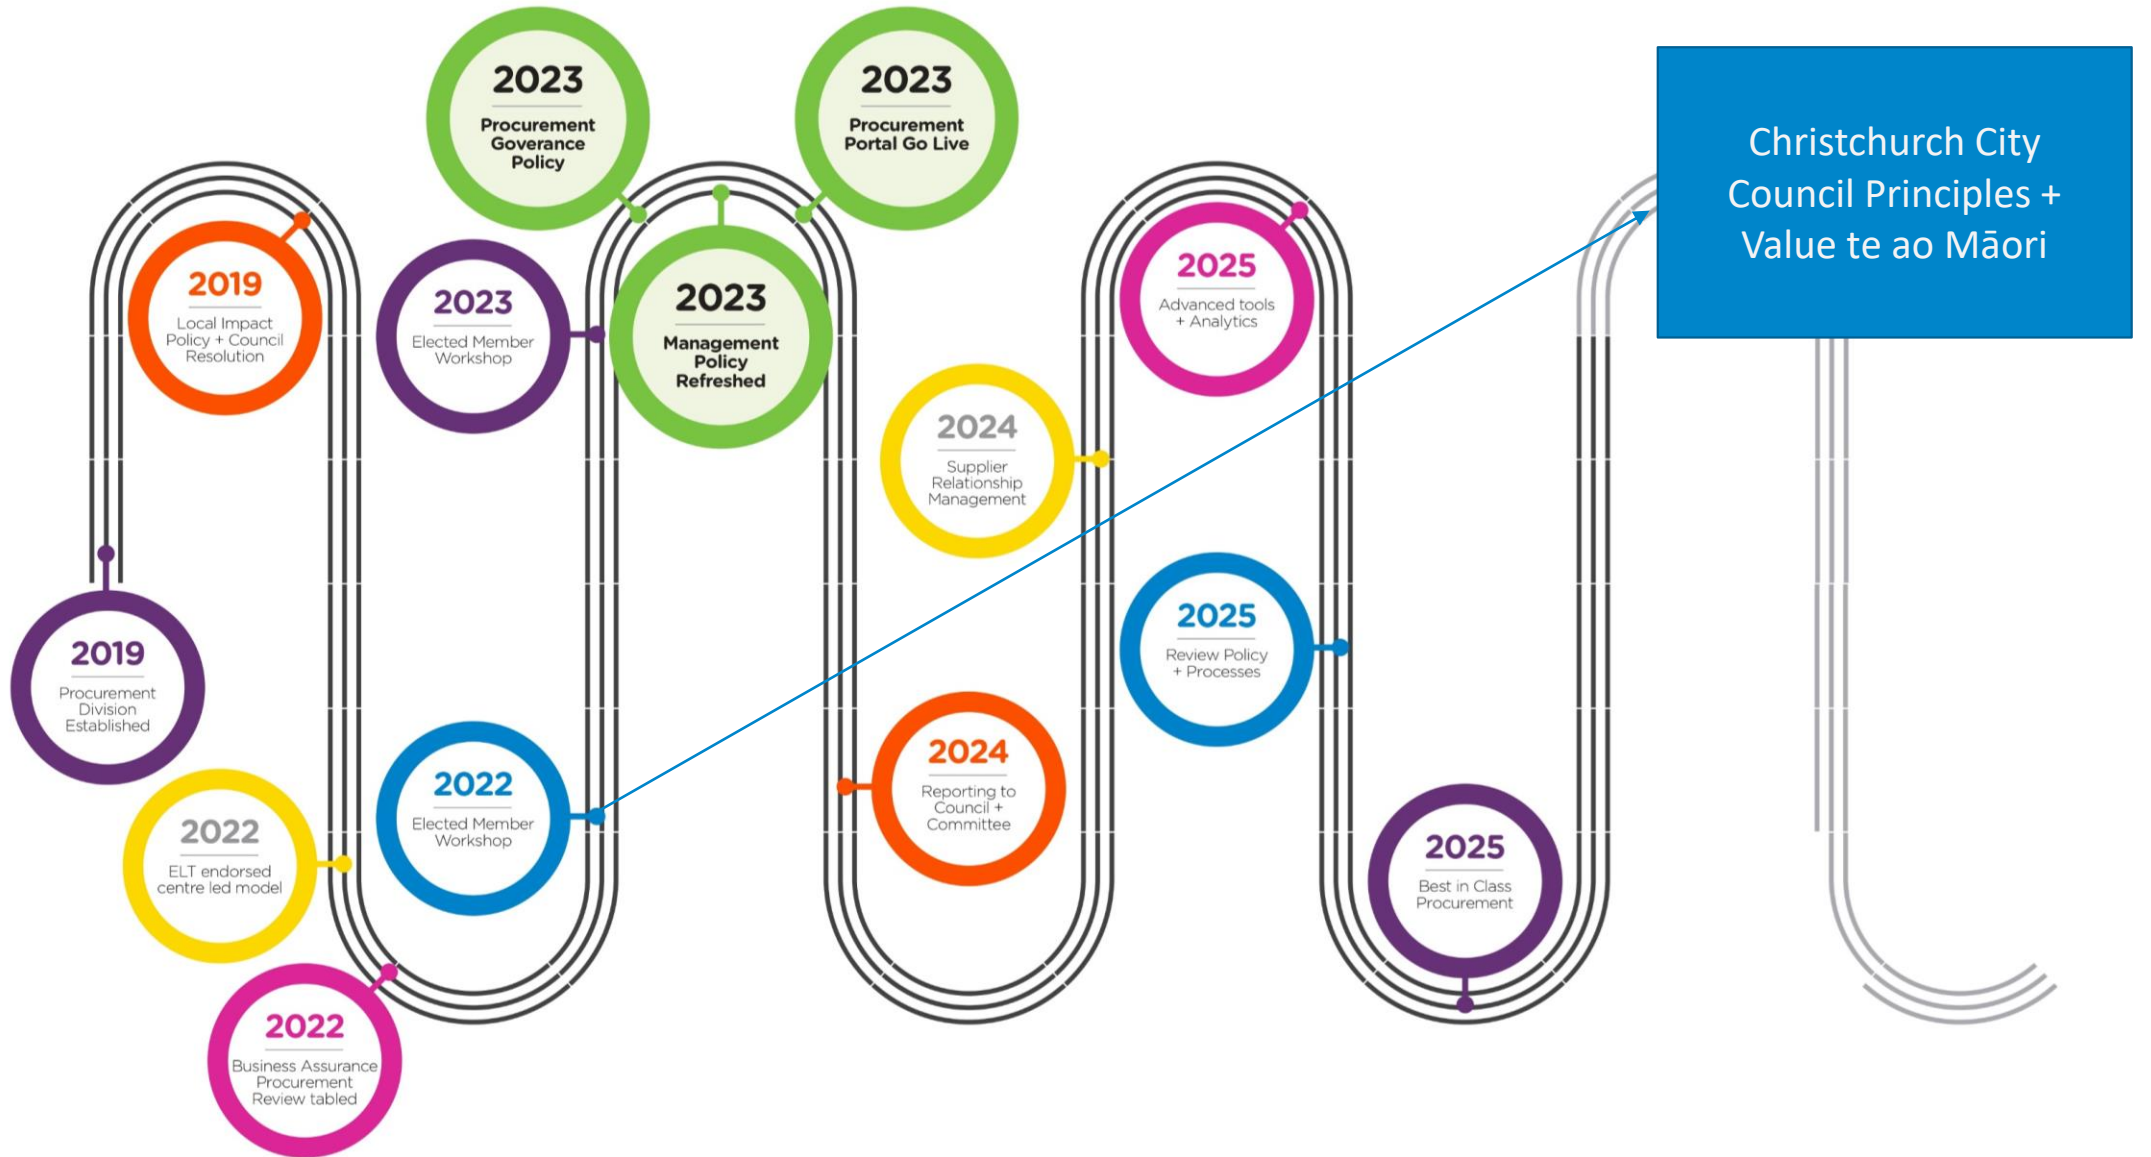 2019
Procurement
Division
Established
2019
Local Impact
Policy + Council
Resolution
2022
ELT endorsed
centre led model
2022
Business Assurance
Procurement
Review tabled
2022
Elected Member
Workshop
2023
Elected Member
Workshop
2023
Procurement
Goverance
Policy
2023
Management
Policy
Refreshed
2023
Procurement
Portal Go Live
2024
Reporting to
Council +
Committee
2024
Supplier
Relationship
Management
2025
Advanced tools
+ Analytics
2025
Review Policy
+ Processes
2025
Best in Class
Procurement
Christchurch City
Council Principles +
Value te ao Māori